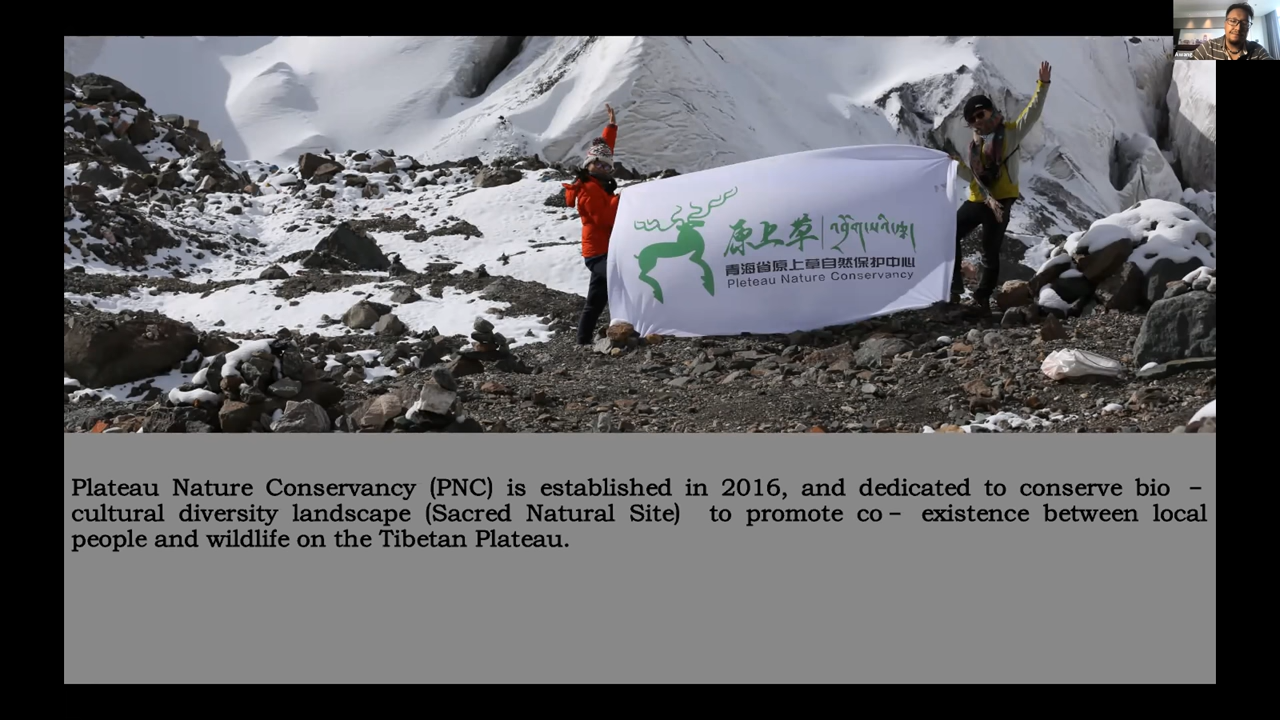 原上草
青海省原上草自然保护中心
Pleteau Nature Conservancy
Plateau Nature Conservancy (PNC) is established in 2016, and dedicated to conserve bio –
cultural diversity landscape (Sacred Natural Site) to promote co – existence between local
people and wildlife on the Tibetan Plateau.